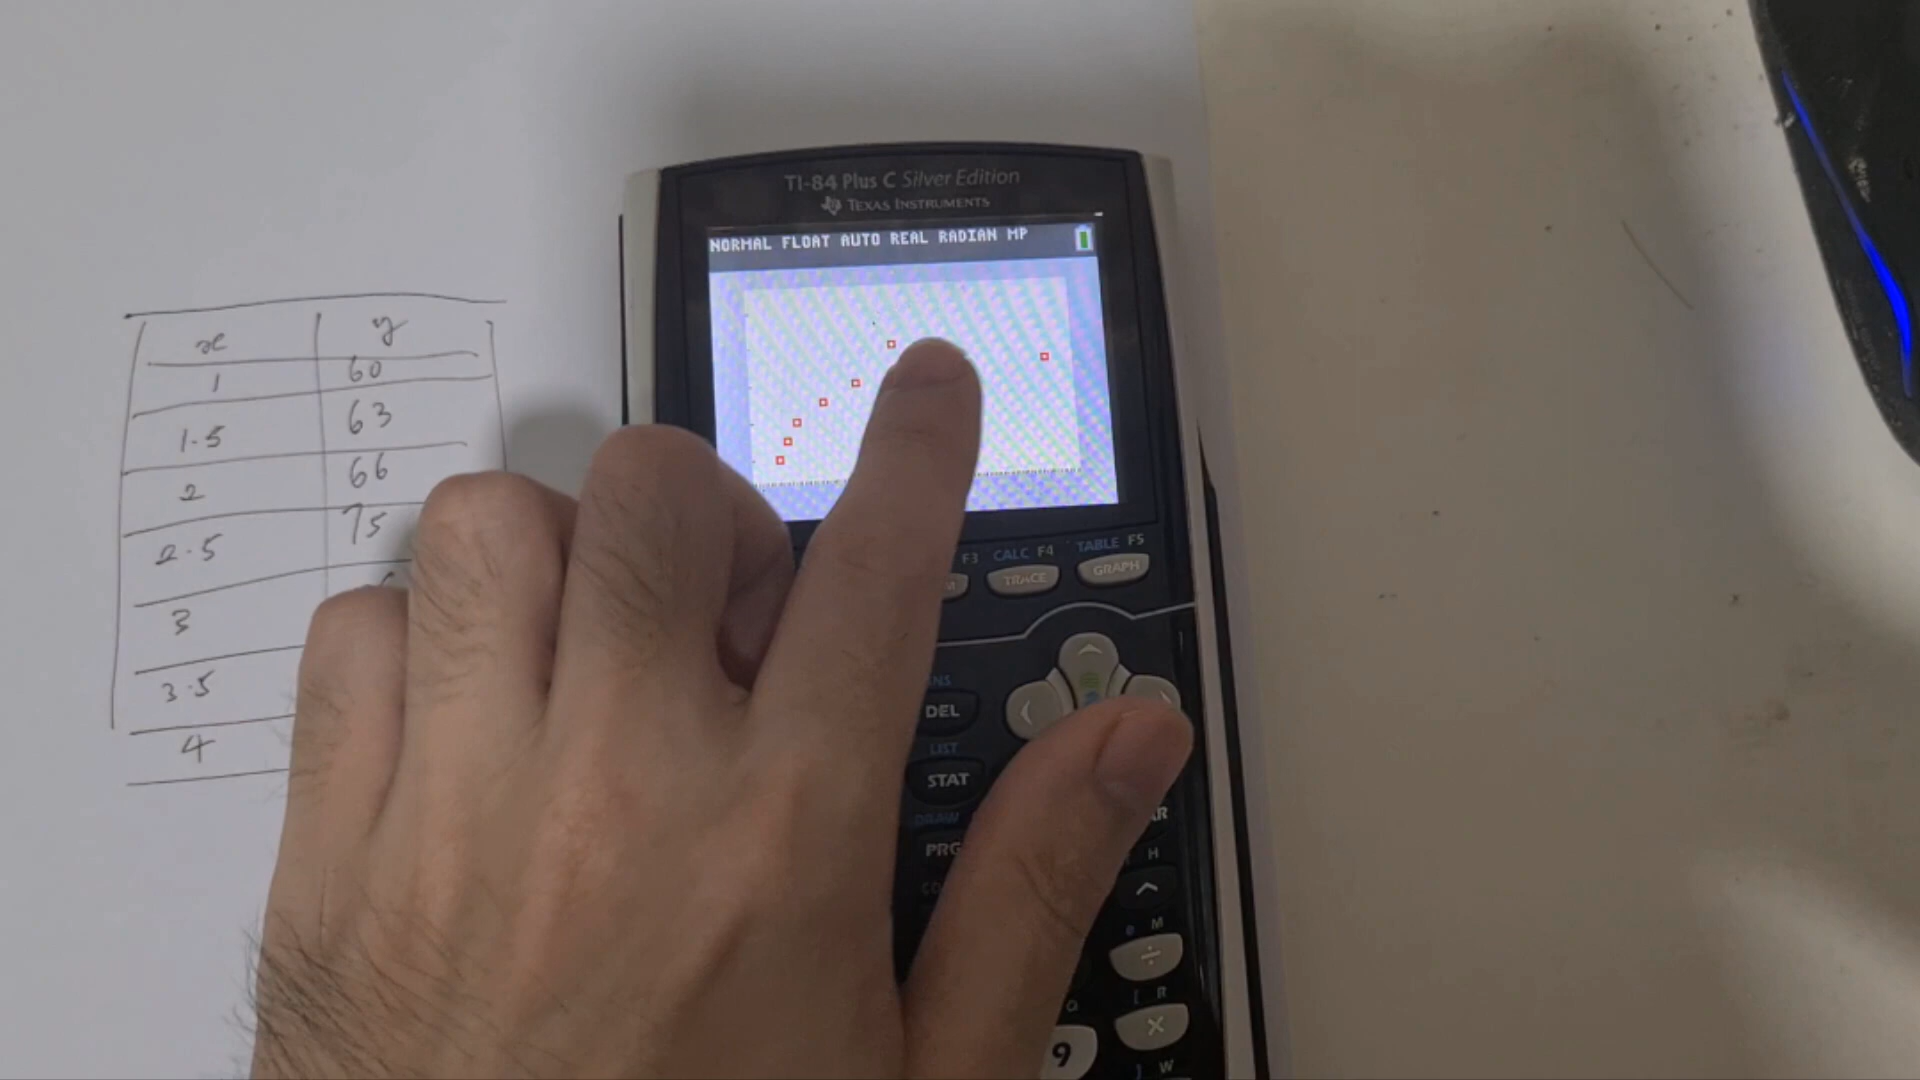 TI-84 Plus C Silver Edition
TEXAS INSTRUMENTS
NORMAL FLOAT AUTO REAL RADIAN MP
x y
1 60
1.5 63
2 66
2.5 75
3
3.5
4
F3 CALC F4 TABLE F5
TRACE GRAPH
DEL
LIST
STAT
DRAW
PRG
H
^
e M
÷
[ R
×
9
) W